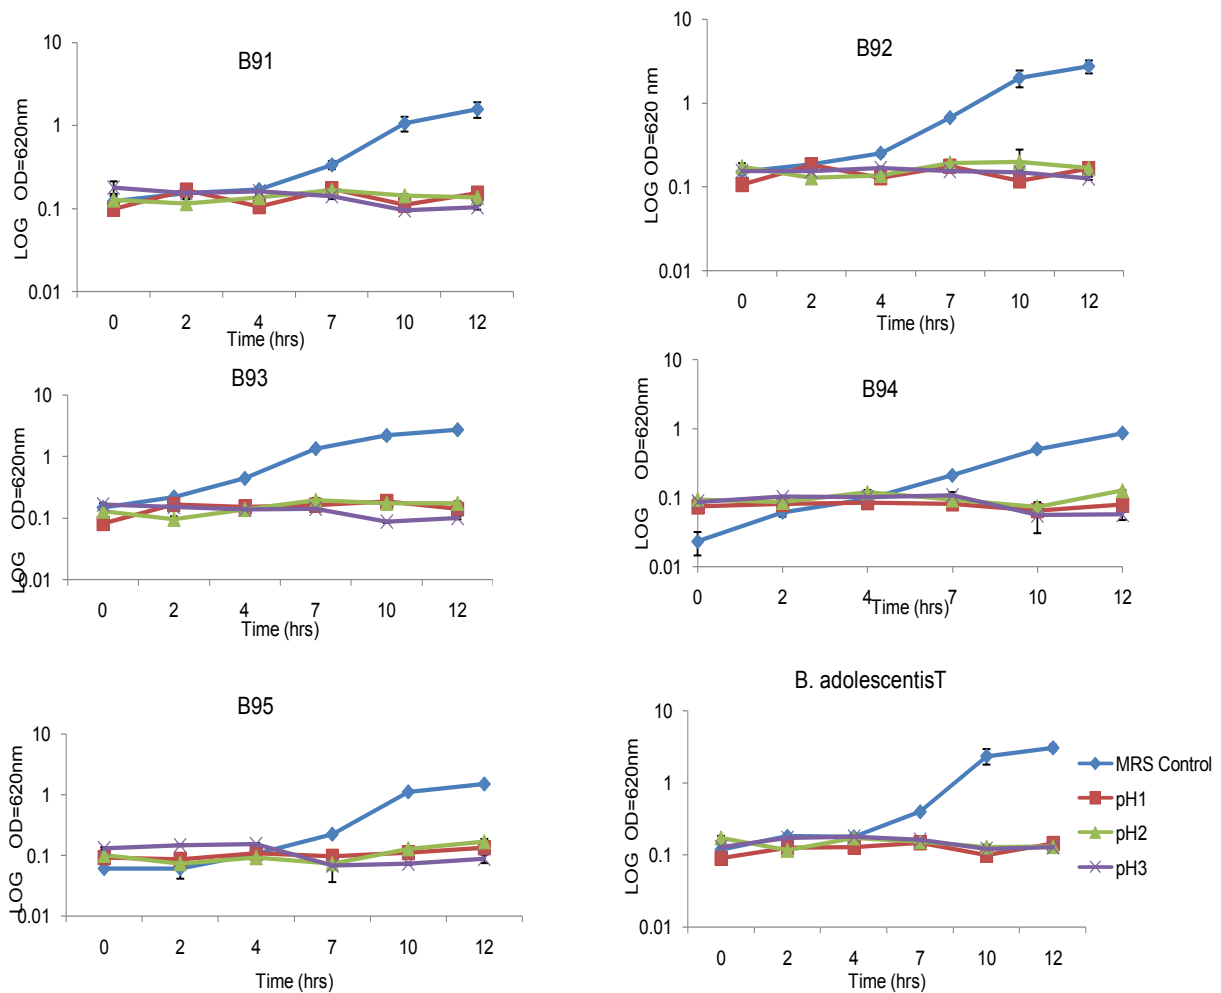 B91
LOG OD=620nm
10
1
0.1
0.01
0 2 4 7 10 12
Time (hrs)
B92
LOG OD=620 nm
10
1
0.1
0.01
0 2 4 7 10 12
Time (hrs)
B93
LOG OD=620nm
10
1
0.1
0.01
0 2 4 7 10 12
Time (hrs)
B94
LOG OD=620nm
10
1
0.1
0.01
0 2 4 7 10 12
Time (hrs)
B95
LOG OD=620nm
10
1
0.1
0.01
0 2 4 7 10 12
Time (hrs)
B. adolescentisT
LOG OD=620nm
10
1
0.1
0.01
0 2 4 7 10 12
Time (hrs)
MRS Control
pH1
pH2
pH3